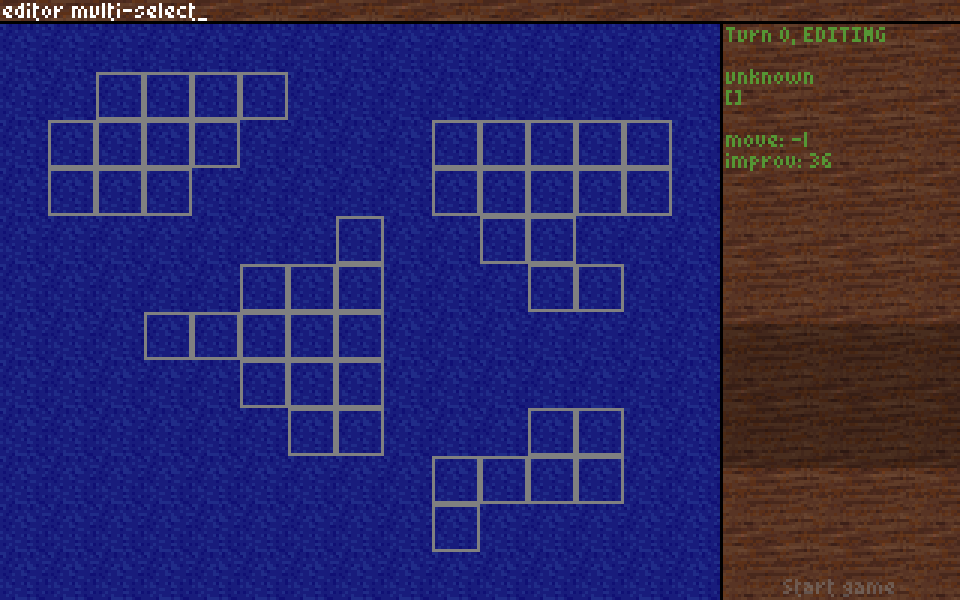 editor multi-select_
Turn 0, EDITING
unknown
[]
move: -1
improv: 36
Start game